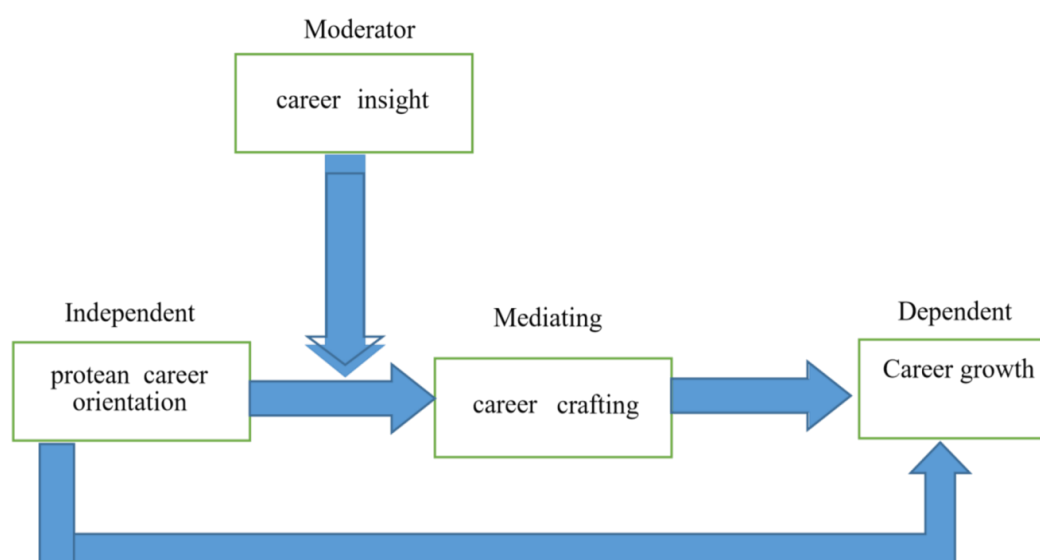 Moderator
career insight
Independent
protean career
orientation
Mediating
career crafting
Dependent
Career growth